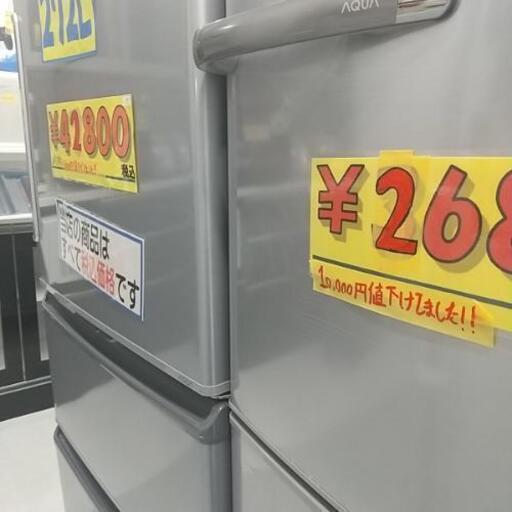 272L
¥42800
税込
当店の商品は
すべて税込価格です
AQUA
¥268
10,000円値下げしました!!